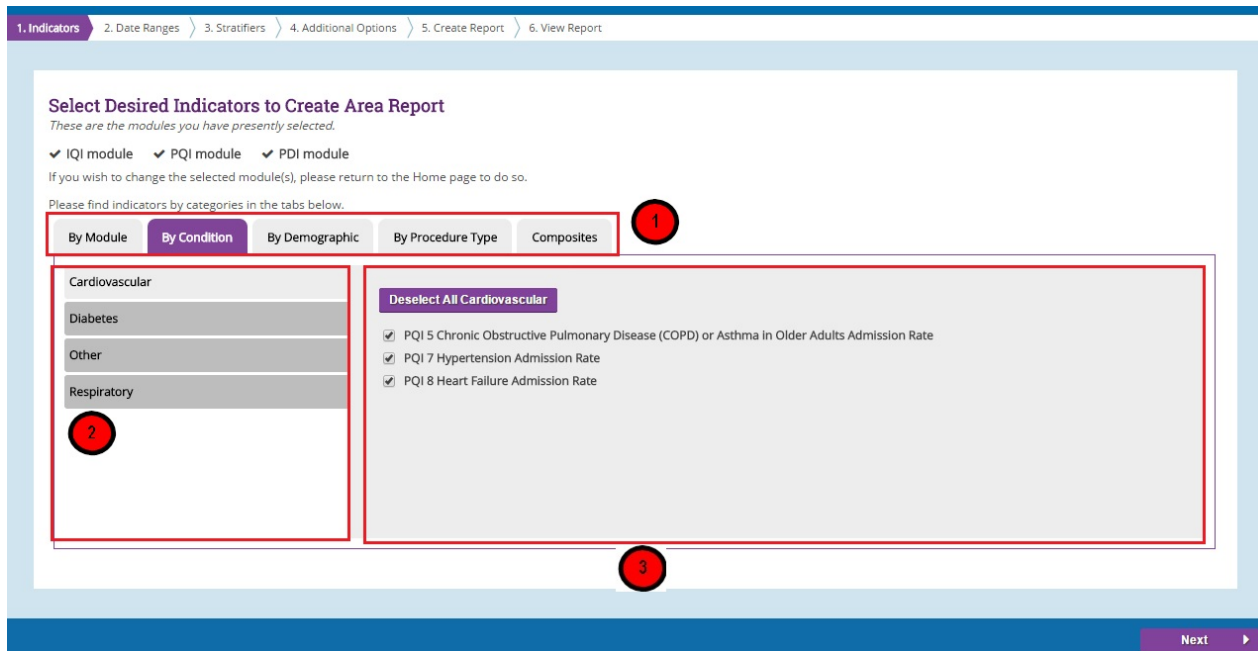 1. Indicators 2. Date Ranges 3. Stratifiers 4. Additional Options 5. Create Report 6. View Report
Select Desired Indicators to Create Area Report
These are the modules you have presently selected.
IQI module PQI module PDI module
If you wish to change the selected module(s), please return to the Home page to do so.
Please find indicators by categories in the tabs below.
1
By Module By Condition By Demographic By Procedure Type Composites
Cardiovascular
Diabetes
Other
Respiratory
2
Deselect All Cardiovascular
PQI 5 Chronic Obstructive Pulmonary Disease (COPD) or Asthma in Older Adults Admission Rate
PQI 7 Hypertension Admission Rate
PQI 8 Heart Failure Admission Rate
3
Next